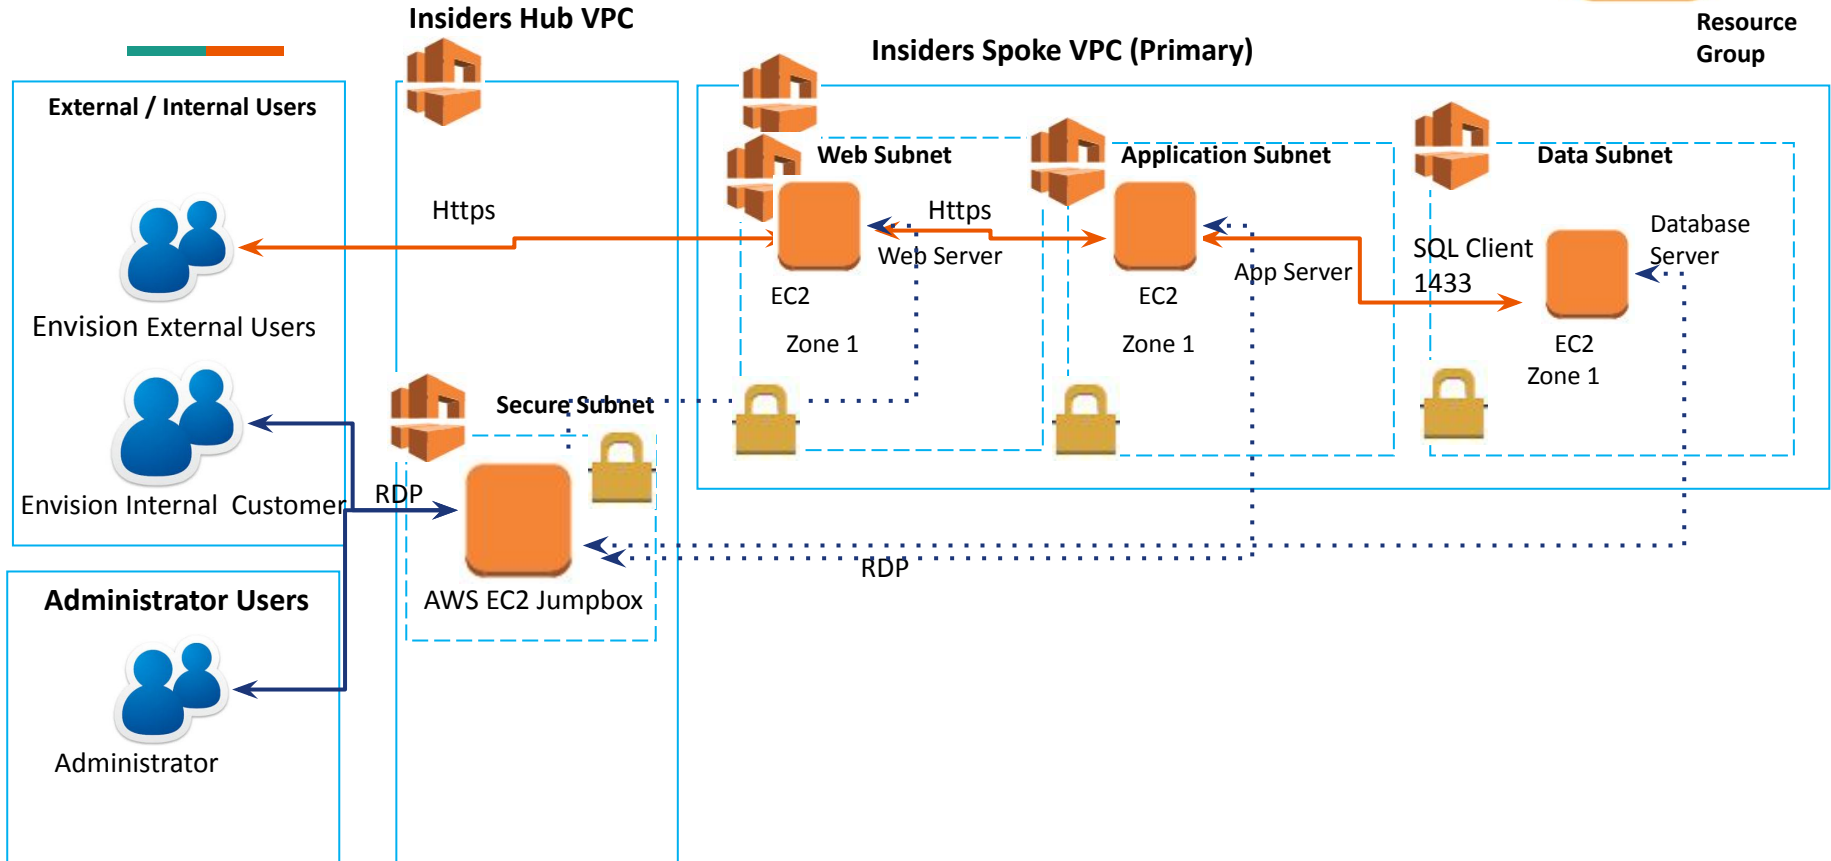 Insiders Hub VPC
Insiders Spoke VPC (Primary)
Resource
Group
External / Internal Users
Envision External Users
Envision Internal  Customer
Administrator Users
Administrator
Https
RDP
Secure Subnet
AWS EC2 Jumpbox
Web Subnet
Https
Web Server
EC2
Zone 1
Application Subnet
App Server
EC2
Zone 1
Data Subnet
SQL Client
1433
Database
Server
EC2
Zone 1
RDP